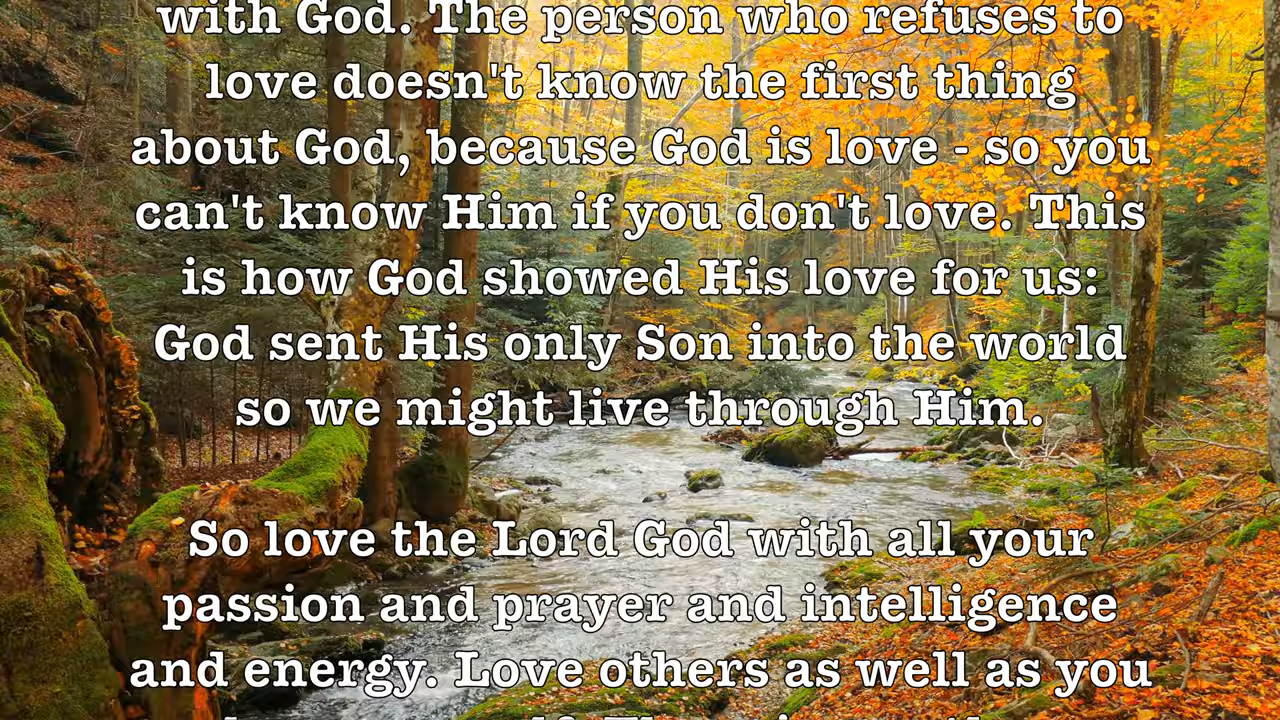 with God. The person who refuses to
love doesn't know the first thing
about God, because God is love - so you
can't know Him if you don't love. This
is how God showed His love for us:
God sent His only Son into the world
so we might live through Him.
So love the Lord God with all your
passion and prayer and intelligence
and energy. Love others as well as you